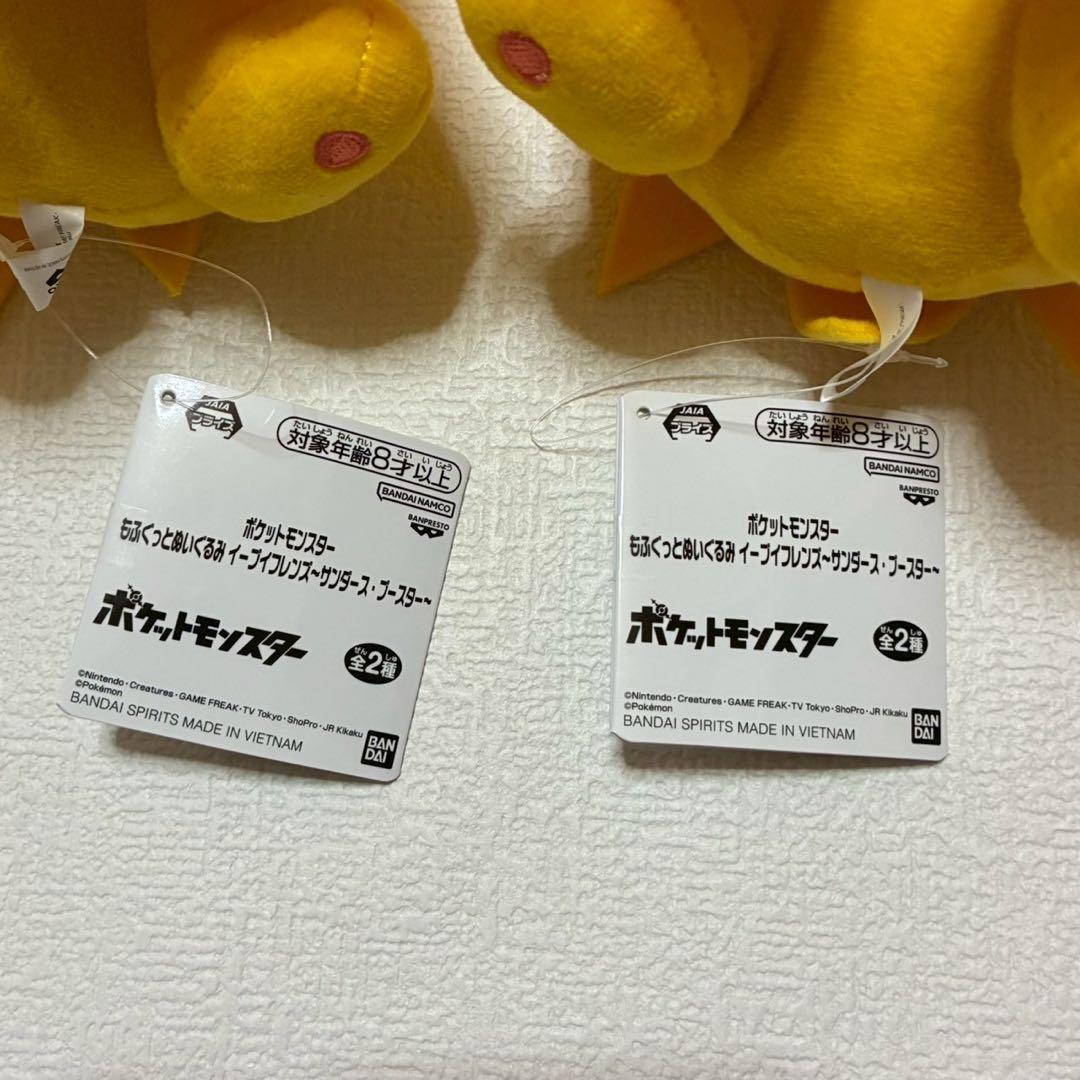 JAIA
プライズ
たいしょう ねん れい さい い じょう
対象年齢8才以上
BANDAI NAMCO
BANPRESTO
ポケットモンスター
もふぐっとぬいぐるみ イーブイフレンズ～サンダース・ブースター～
ポケットモンスター
ぜん しゅ
全2種
©Nintendo・Creatures・GAME FREAK・TV Tokyo・ShoPro・JR Kikaku
©Pokémon
BANDAI SPIRITS MADE IN VIETNAM
BAN
DAI
JAIA
プライズ
たい しょう ねん れい さい い じょう
対象年齢8才以上
BANDAI NAMCO
BANPRESTO
ポケットモンスター
もふぐっとぬいぐるみ イーブイフレンズ～サンダース・ブースター～
ポケットモンスター
ぜん しゅ
全2種
©Nintendo・Creatures・GAME FREAK・TV Tokyo・ShoPro・JR Kikaku
©Pokémon
BANDAI SPIRITS MADE IN VIETNAM
BAN
DAI